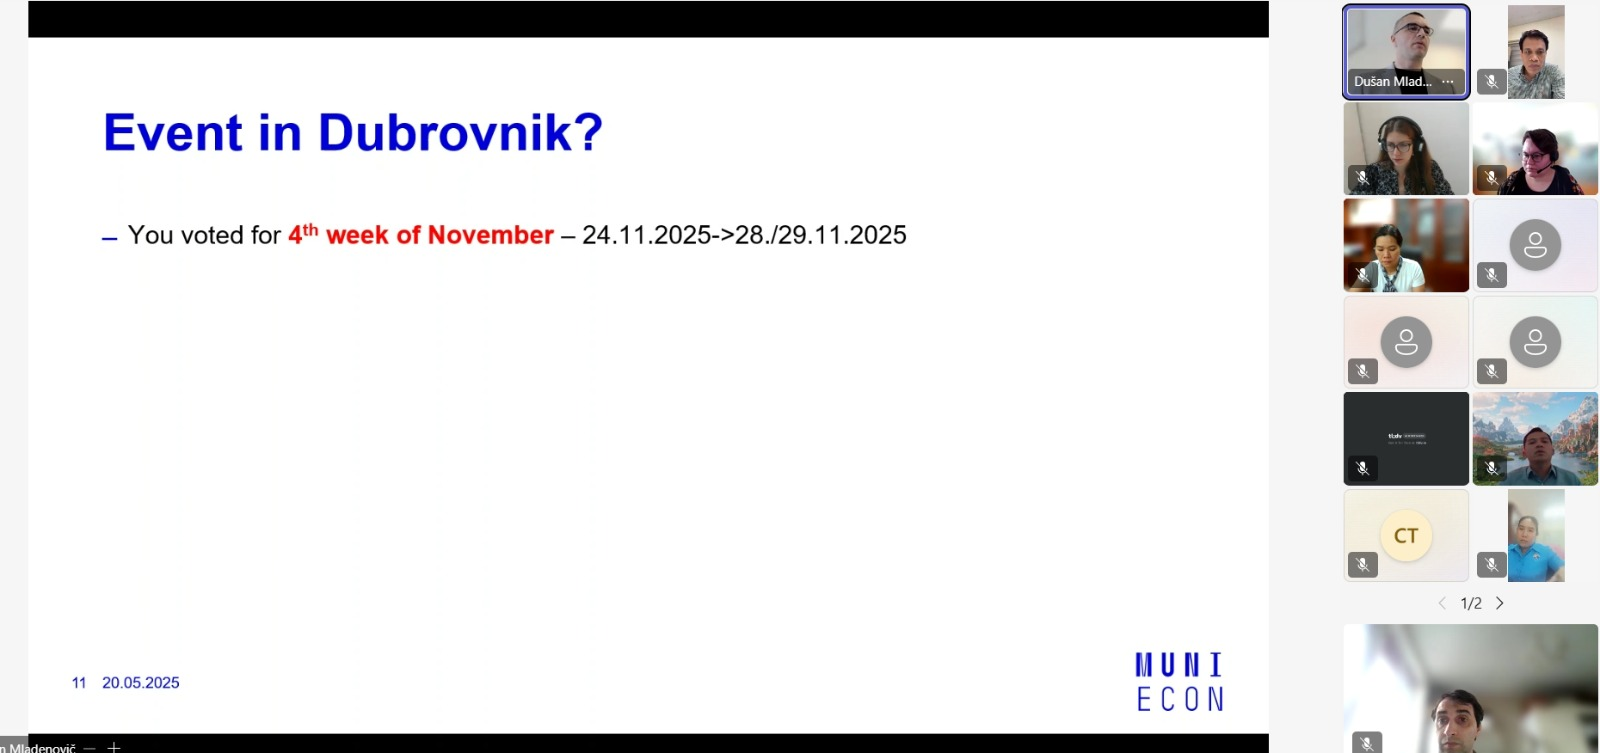 Event in Dubrovnik?
– You voted for 4th week of November – 24.11.2025->28./29.11.2025
11 20.05.2025
MUNI
ECON
n Mladenovič
Dušan Mlad... ...
CT
1/2